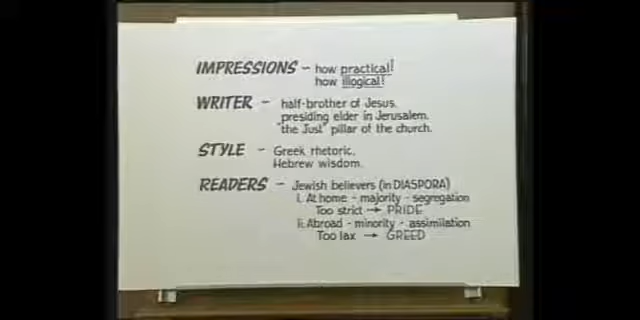 IMPRESSIONS - how practical!
how illogical!
WRITER - half-brother of Jesus.
presiding elder in Jerusalem.
"the Just" pillar of the church.
STYLE - Greek rhetoric.
Hebrew wisdom.
READERS - Jewish believers (in DIASPORA)
i. At home - majority - segregation
Too strict → PRIDE
ii. Abroad - minority - assimilation
Too lax → GREED